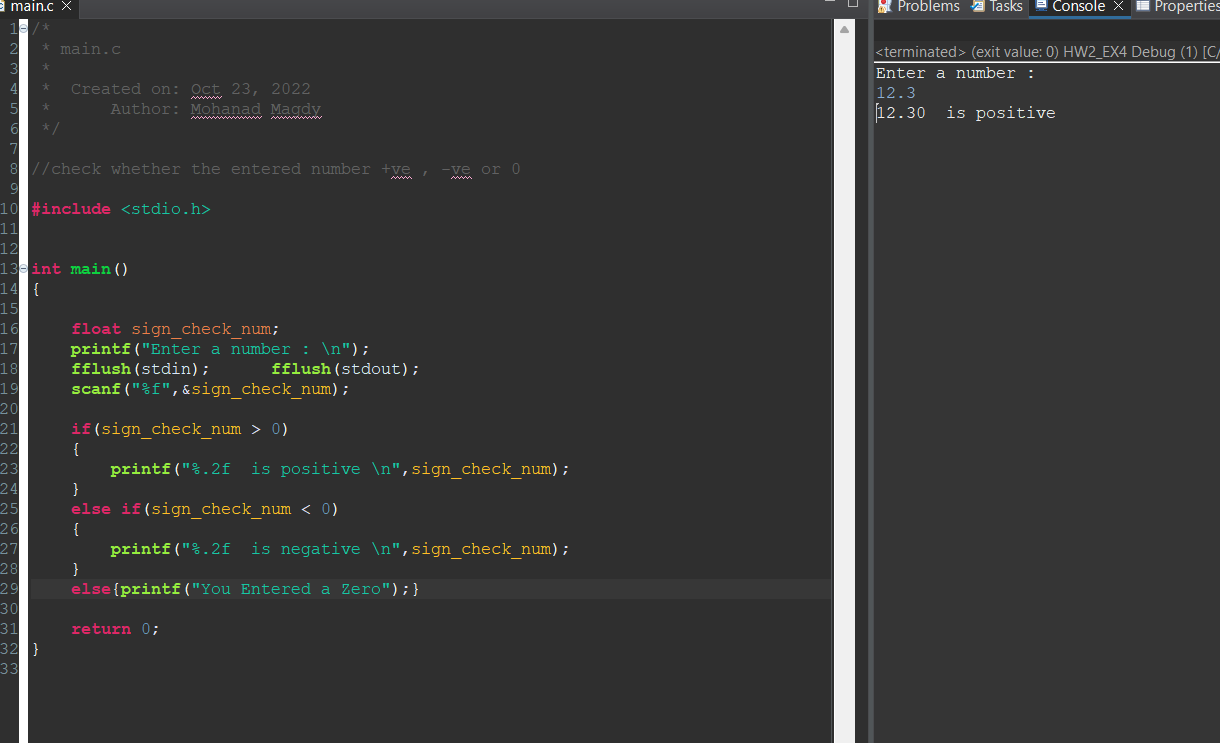 main.c
1 /*
2  * main.c
3  *
4  *  Created on: Oct 23, 2022
5  *      Author: Mohanad Magdy
6  */
7
8 //check whether the entered number +ve , -ve or 0
9
10 #include <stdio.h>
11
12
13 int main()
14 {
15
16     float sign_check_num;
17     printf("Enter a number : \n");
18     fflush(stdin);      fflush(stdout);
19     scanf("%f",&sign_check_num);
20
21     if(sign_check_num > 0)
22     {
23         printf("%.2f  is positive \n",sign_check_num);
24     }
25     else if(sign_check_num < 0)
26     {
27         printf("%.2f  is negative \n",sign_check_num);
28     }
29     else{printf("You Entered a Zero");}
30
31     return 0;
32 }
33
Problems Tasks Console Properties
<terminated> (exit value: 0) HW2_EX4 Debug (1) [C/
Enter a number :
12.3
12.30  is positive